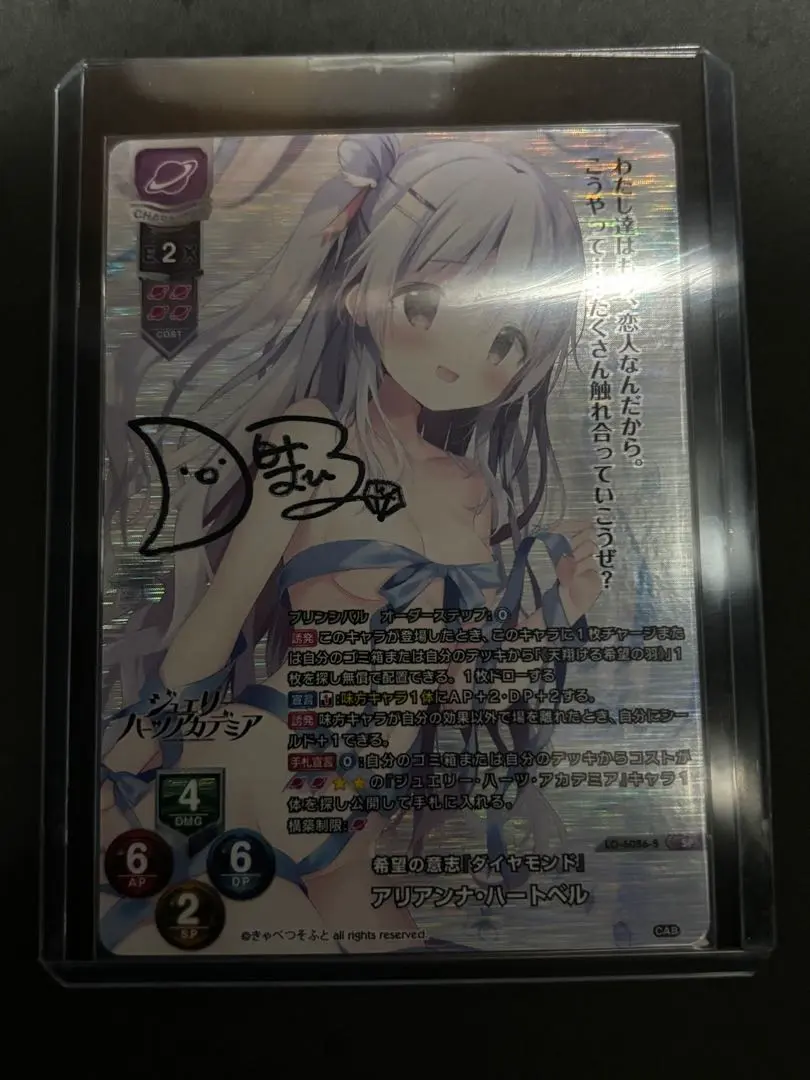 わたし達は
恋人なんだから。
こうやって…
たくさん触れ合っていこうぜ？
EX
2
COST
プリンシパル オーダーステップ:⓪
誘発 このキャラが登場したとき、このキャラに1枚チャージまた
は自分のゴミ箱または自分のデッキから「《天翔ける希望の羽》」1
枚を探し無償で配置できる。1枚ドローする
宣言 :味方キャラ1体にAP+2・DP+2する。
誘発 味方キャラが自分の効果以外で場を離れたとき、自分にシー
ルド+1できる。
手札宣言 ⓪:自分のゴミ箱または自分のデッキからコストが
の『ジュエリー・ハーツ・アカデミア』キャラ1
体を探し公開して手札に入れる。
構築制限:
ジュエリー
ハーツアカデミア
4
DMG
6
AP
6
DP
2
SP
LO-5086-S
SP
希望の意志『ダイヤモンド』
アリアンナ・ハートベル
©きゃべつそふと all rights reserved.
CAB